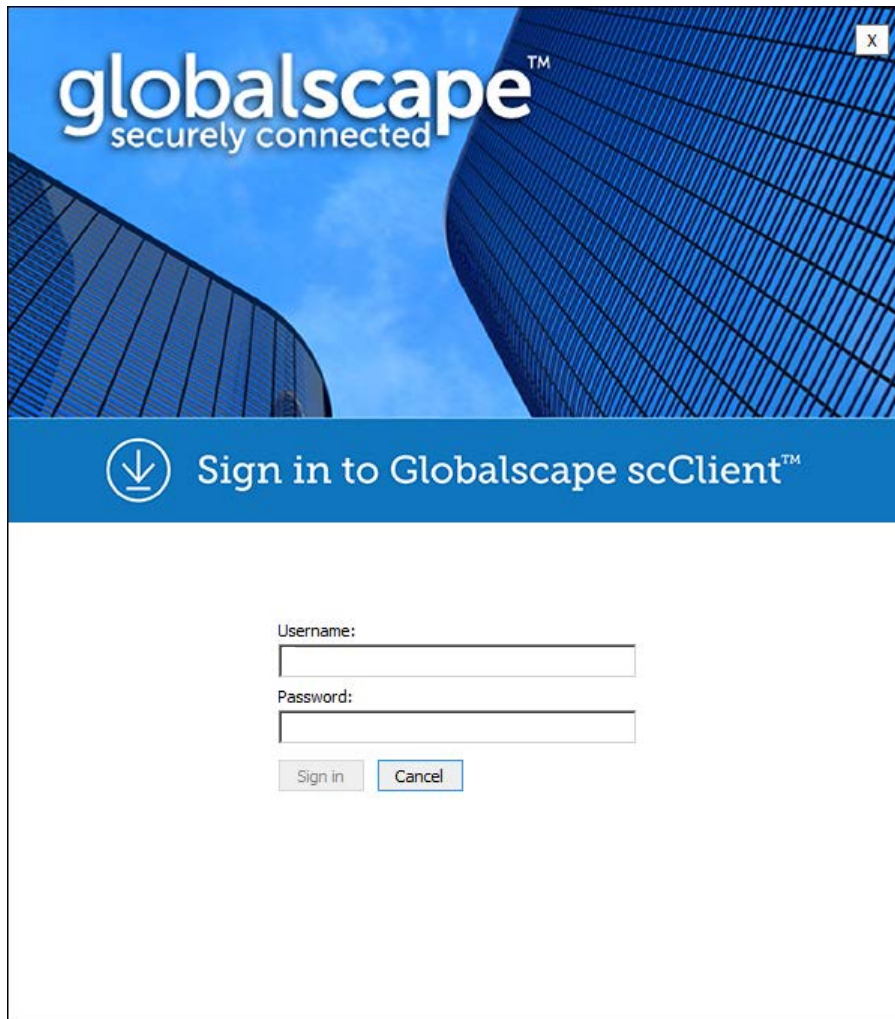 globalscape™
securely connected
X
Sign in to Globalscape scClient™
Username:
Password:
Sign in
Cancel